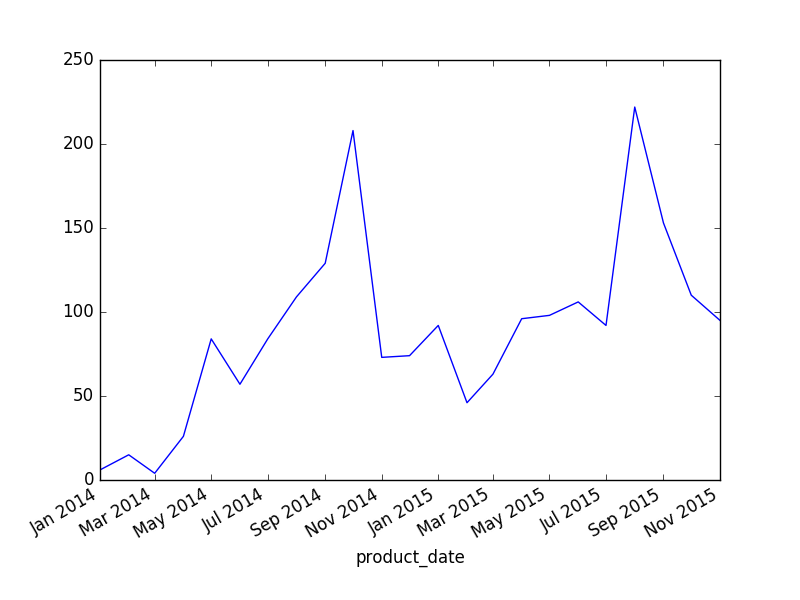 250
200
150
100
50
0
Jan 2014
Mar 2014
May 2014
Jul 2014
Sep 2014
Nov 2014
Jan 2015
Mar 2015
May 2015
Jul 2015
Sep 2015
Nov 2015
product_date